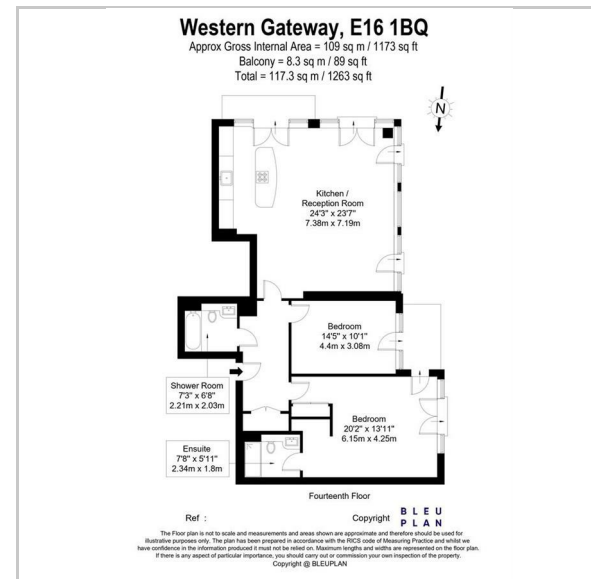 Western Gateway, E16 1BQ
Approx Gross Internal Area = 109 sq m / 1173 sq ft
Balcony = 8.3 sq m / 89 sq ft
Total = 117.3 sq m / 1263 sq ft
N
Kitchen /
Reception Room
24'3" x 23'7"
7.38m x 7.19m
Bedroom
14'5" x 10'1"
4.4m x 3.08m
Shower Room
7'3" x 6'8"
2.21m x 2.03m
Bedroom
20'2" x 13'11"
6.15m x 4.25m
Ensuite
7'8" x 5'11"
2.34m x 1.8m
Fourteenth Floor
Ref :
Copyright
BLEU
PLAN
The Floor plan is not to scale and measurements and areas shown are approximate and therefore should be used for
illustrative purposes only. The plan has been prepared in accordance with the RICS code of Measuring Practice and whilst we
have confidence in the information produced it must not be relied on. Maximum lengths and widths are represented on the floor plan.
If there is any aspect of particular importance, you should carry out or commission your own inspection of the property.
Copyright @ BLEUPLAN